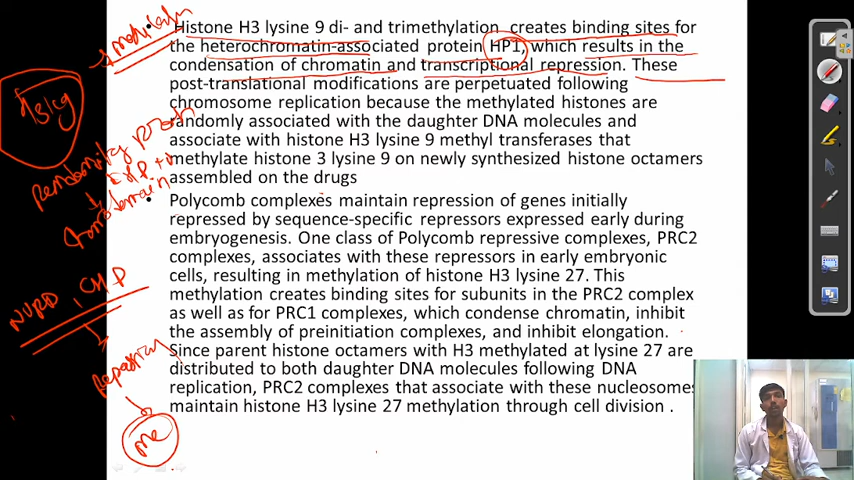 Histone H3 lysine 9 di- and trimethylation, creates binding sites for
the heterochromatin-associated protein HP1, which results in the
condensation of chromatin and transcriptional repression. These
post-translational modifications are perpetuated following
chromosome replication because the methylated histones are
randomly associated with the daughter DNA molecules and
associate with histone H3 lysine 9 methyl transferases that
methylate histone 3 lysine 9 on newly synthesized histone octamers
assembled on the drugs
Polycomb complexes maintain repression of genes initially
repressed by sequence-specific repressors expressed early during
embryogenesis. One class of Polycomb repressive complexes, PRC2
complexes, associates with these repressors in early embryonic
cells, resulting in methylation of histone H3 lysine 27. This
methylation creates binding sites for subunits in the PRC2 complex
as well as for PRC1 complexes, which condense chromatin, inhibit
the assembly of preinitiation complexes, and inhibit elongation.
Since parent histone octamers with H3 methylated at lysine 27 are
distributed to both daughter DNA molecules following DNA
replication, PRC2 complexes that associate with these nucleosomes
maintain histone H3 lysine 27 methylation through cell division .
me